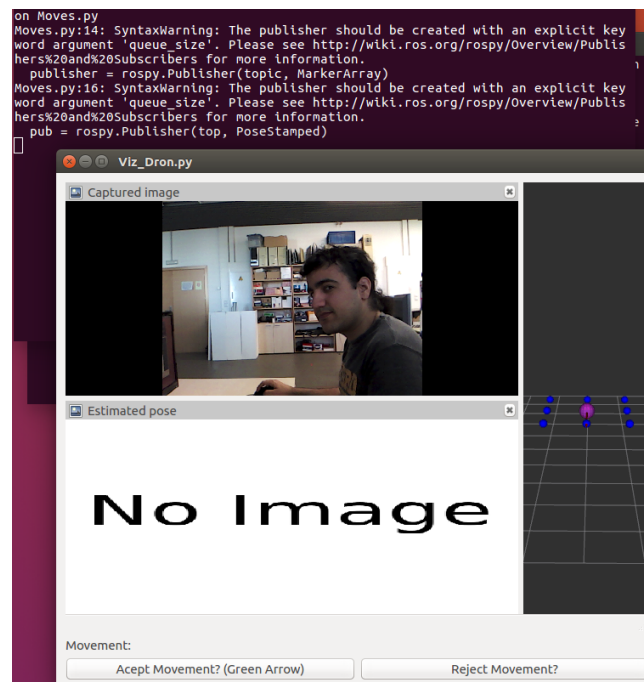 on Moves.py
Moves.py:14: SyntaxWarning: The publisher should be created with an explicit key
word argument 'queue_size'. Please see http://wiki.ros.org/rospy/Overview/Publis
hers%20and%20Subscribers for more information.
  publisher = rospy.Publisher(topic, MarkerArray)
Moves.py:16: SyntaxWarning: The publisher should be created with an explicit key
word argument 'queue_size'. Please see http://wiki.ros.org/rospy/Overview/Publis
hers%20and%20Subscribers for more information.
  pub = rospy.Publisher(top, PoseStamped)
Viz_Dron.py
Captured image
Estimated pose
No Image
Movement:
Acept Movement? (Green Arrow)
Reject Movement?